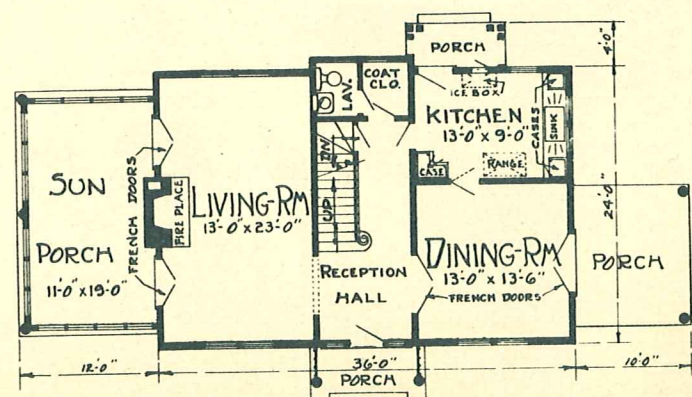 PORCH
4'-0"
LAV.
COAT
CLO.
ICE BOX
KITCHEN
13'-0" x 9'-0"
CASES
SINK
CASE
RANGE
DN
UP
SUN
PORCH
11'-0" x 19'-0"
FRENCH DOORS
FIRE PLACE
LIVING-RM
13'-0" x 23'-0"
RECEPTION
HALL
DINING-RM
13'-0" x 13'-6"
FRENCH DOORS
24'-0"
PORCH
12'-0"
36'-0"
10'-0"
PORCH